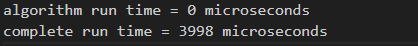 algorithm run time = 0 microseconds
complete run time = 3998 microseconds